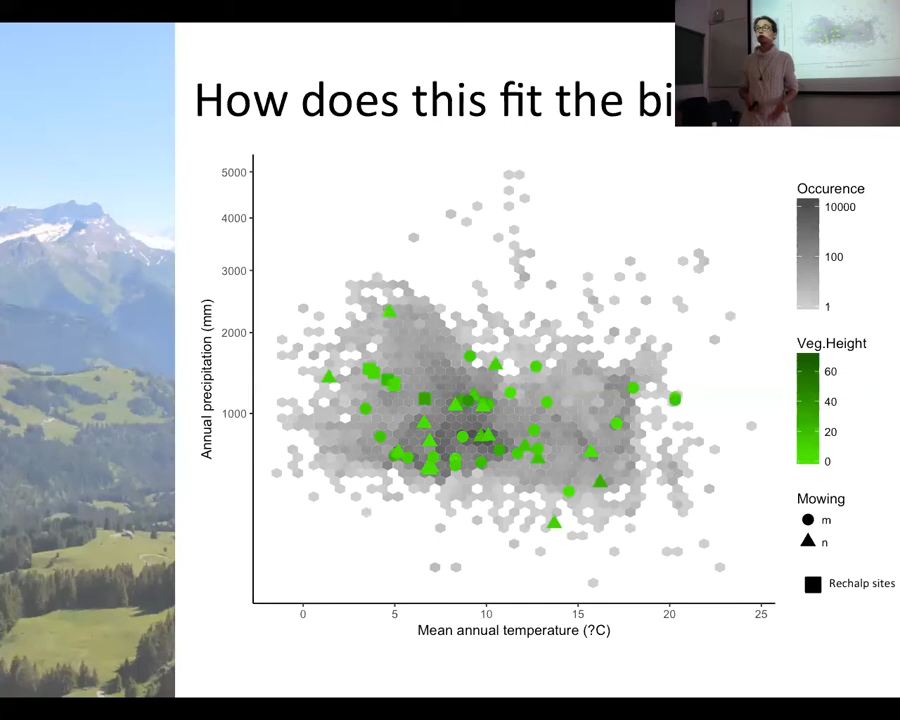 How does this fit the bi
Occurence
10000
100
1
Veg.Height
60
40
20
0
Mowing
m
n
Rechalp sites
Annual precipitation (mm)
5000
4000
3000
2000
1000
0 5 10 15 20 25
Mean annual temperature (?C)